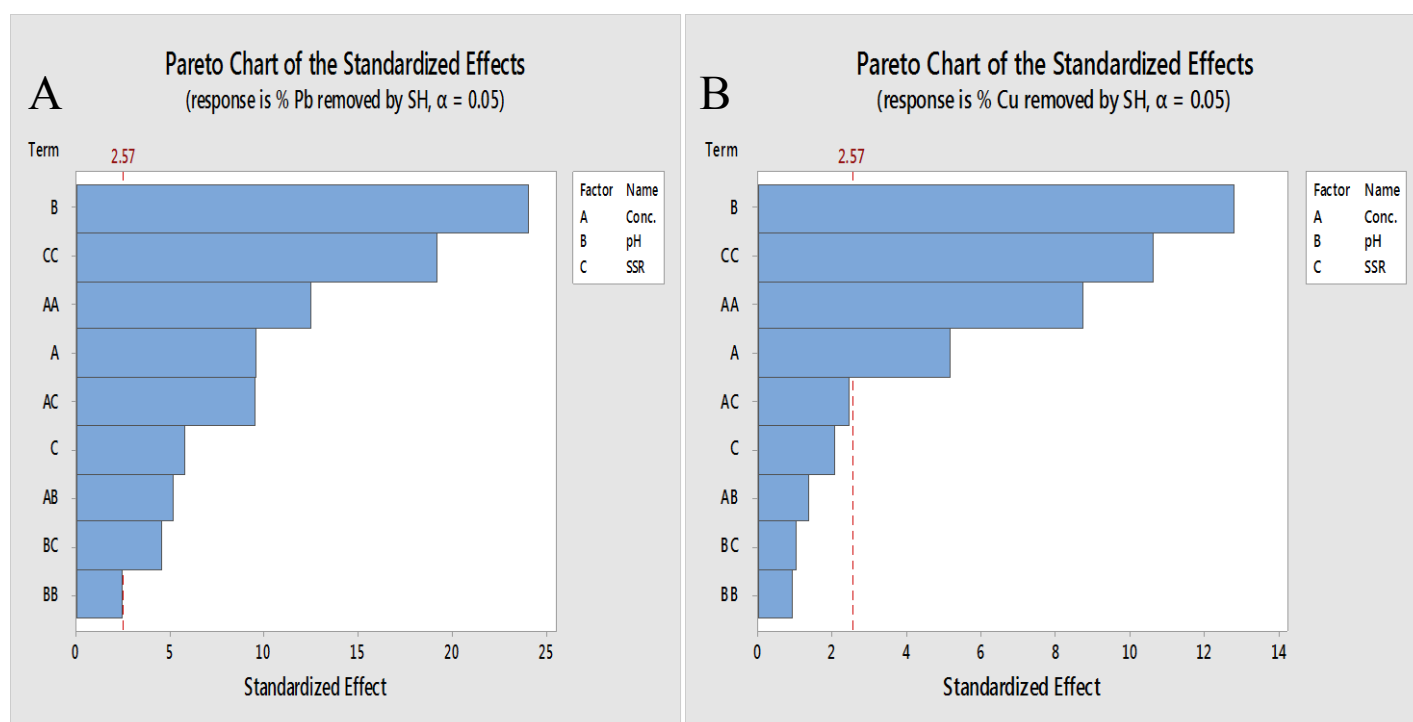 A
Pareto Chart of the Standardized Effects
(response is % Pb removed by SH, α = 0.05)
Term
2.57
B
CC
AA
A
AC
C
AB
BC
BB
0 5 10 15 20 25
Standardized Effect
Factor Name
A Conc.
B pH
C SSR
B
Pareto Chart of the Standardized Effects
(response is % Cu removed by SH, α = 0.05)
Term
2.57
B
CC
AA
A
AC
C
AB
BC
BB
0 2 4 6 8 10 12 14
Standardized Effect
Factor Name
A Conc.
B pH
C SSR